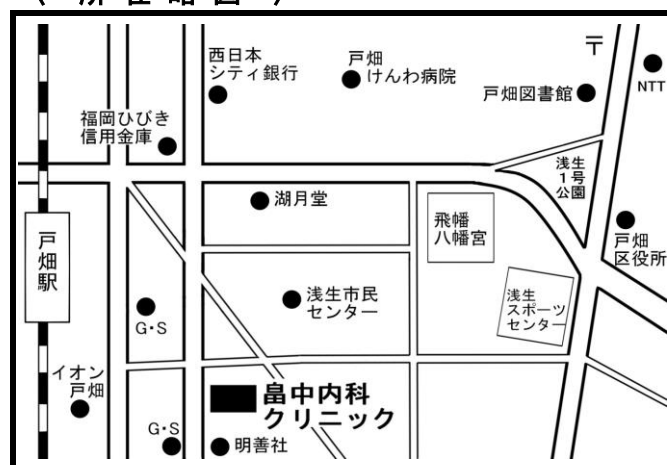 （ 所 在 略 図 ）
西日本
シティ銀行
戸畑
けんわ病院
〒
戸畑図書館
NTT
福岡ひびき
信用金庫
浅生
1号
公園
湖月堂
飛幡
八幡宮
戸畑
区役所
戸畑駅
浅生市民
センター
浅生
スポーツ
センター
G・S
イオン
戸畑
畠中内科
クリニック
G・S
明善社